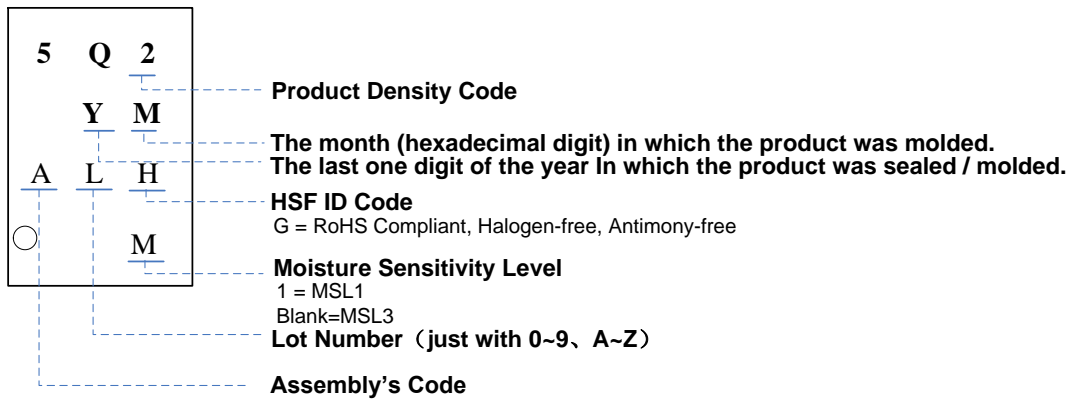 5 Q 2
Product Density Code
Y M
The month (hexadecimal digit) in which the product was molded.
The last one digit of the year In which the product was sealed / molded.
A L H
HSF ID Code
G = RoHS Compliant, Halogen-free, Antimony-free
M
Moisture Sensitivity Level
1 = MSL1
Blank=MSL3
Lot Number（just with 0~9、A~Z）
Assembly's Code